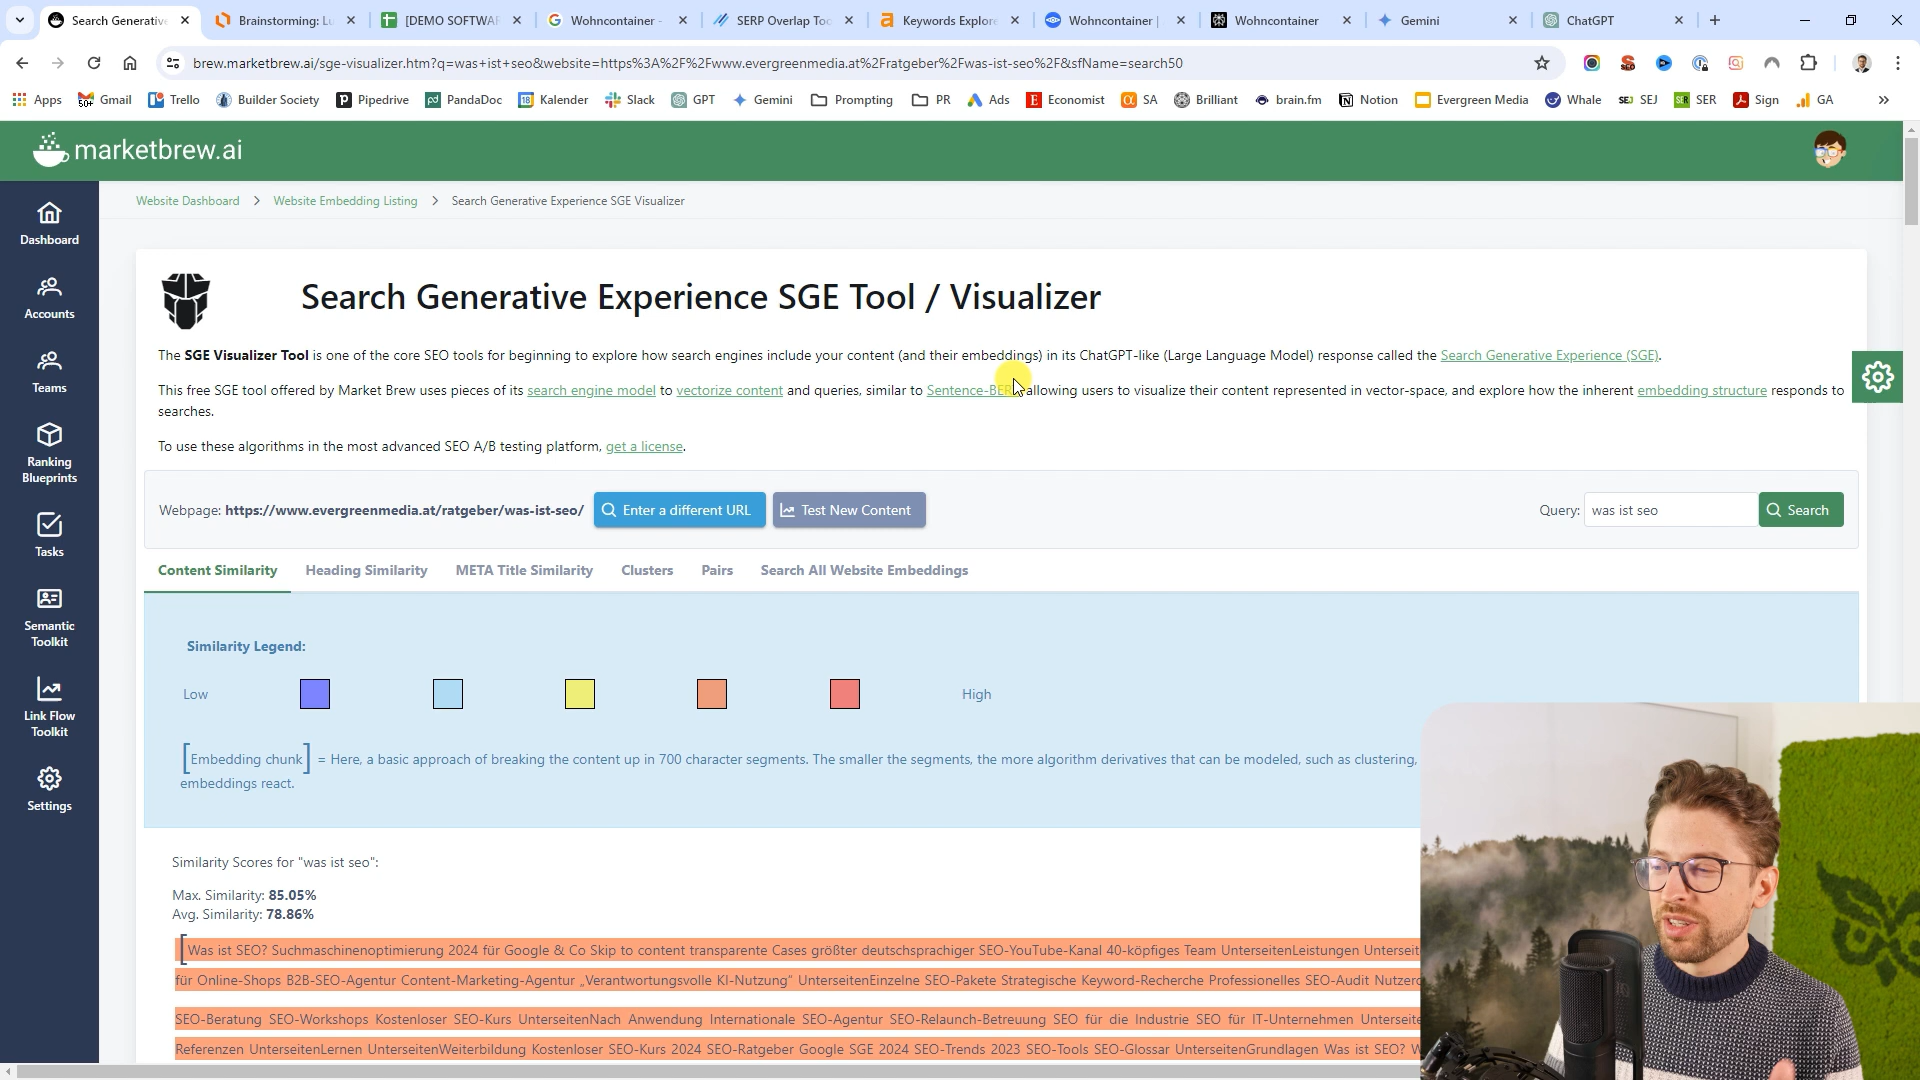 Search Generative
Brainstorming: Lu
[DEMO SOFTWAR
Wohncontainer -
SERP Overlap Too
Keywords Explore
Wohncontainer |
Wohncontainer
Gemini
ChatGPT
brew.marketbrew.ai/sge-visualizer.htm?q=was+ist+seo&website=https%3A%2F%2Fwww.evergreenmedia.at%2Fratgeber%2Fwas-ist-seo%2F&sfName=search50
Apps
Gmail
Trello
Builder Society
Pipedrive
PandaDoc
Kalender
Slack
GPT
Gemini
Prompting
PR
Ads
Economist
SA
Brilliant
brain.fm
Notion
Evergreen Media
Whale
SEJ
SER
Sign
GA
marketbrew.ai
Dashboard
Accounts
Teams
Ranking
Blueprints
Tasks
Semantic
Toolkit
Link Flow
Toolkit
Settings
Website Dashboard > Website Embedding Listing > Search Generative Experience SGE Visualizer
Search Generative Experience SGE Tool / Visualizer
The SGE Visualizer Tool is one of the core SEO tools for beginning to explore how search engines include your content (and their embeddings) in its ChatGPT-like (Large Language Model) response called the Search Generative Experience (SGE).
This free SGE tool offered by Market Brew uses pieces of its search engine model to vectorize content and queries, similar to Sentence-BER allowing users to visualize their content represented in vector-space, and explore how the inherent embedding structure responds to
searches.
To use these algorithms in the most advanced SEO A/B testing platform, get a license.
Webpage: https://www.evergreenmedia.at/ratgeber/was-ist-seo/
Enter a different URL
Test New Content
Query: was ist seo
Search
Content Similarity
Heading Similarity
META Title Similarity
Clusters
Pairs
Search All Website Embeddings
Similarity Legend:
Low
High
[Embedding chunk] = Here, a basic approach of breaking the content up in 700 character segments. The smaller the segments, the more algorithm derivatives that can be modeled, such as clustering,
embeddings react.
Similarity Scores for "was ist seo":
Max. Similarity: 85.05%
Avg. Similarity: 78.86%
[Was ist SEO? Suchmaschinenoptimierung 2024 für Google & Co Skip to content transparente Cases größter deutschsprachiger SEO-YouTube-Kanal 40-köpfiges Team UnterseitenLeistungen Unterseit
für Online-Shops B2B-SEO-Agentur Content-Marketing-Agentur „Verantwortungsvolle KI-Nutzung“ UnterseitenEinzelne SEO-Pakete Strategische Keyword-Recherche Professionelles SEO-Audit Nutzer
SEO-Beratung SEO-Workshops Kostenloser SEO-Kurs UnterseitenNach Anwendung Internationale SEO-Agentur SEO-Relaunch-Betreuung SEO für die Industrie SEO für IT-Unternehmen Unterseite
Referenzen UnterseitenLernen UnterseitenWeiterbildung Kostenloser SEO-Kurs 2024 SEO-Ratgeber Google SGE 2024 SEO-Trends 2023 SEO-Tools SEO-Glossar UnterseitenGrundlagen Was ist SEO? W